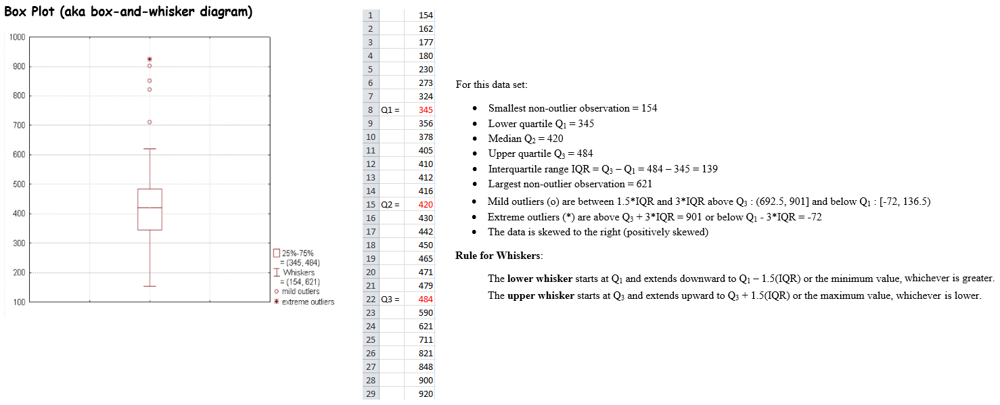 Box Plot (aka box-and-whisker diagram)
1000
900
800
700
600
500
400
300
200
100
25%-75%
= (345, 484)
Whiskers
= (154, 621)
mild outlers
extreme outliers
1 154
2 162
3 177
4 180
5 230
6 273
7 324
8 Q1 = 345
9 356
10 378
11 405
12 410
13 412
14 416
15 Q2 = 420
16 430
17 442
18 450
19 465
20 471
21 479
22 Q3 = 484
23 590
24 621
25 711
26 821
27 848
28 900
29 920
For this data set:
• Smallest non-outlier observation = 154
• Lower quartile Q₁ = 345
• Median Q₂ = 420
• Upper quartile Q₃ = 484
• Interquartile range IQR = Q₃ – Q₁ = 484 – 345 = 139
• Largest non-outlier observation = 621
• Mild outliers (o) are between 1.5*IQR and 3*IQR above Q₃ : (692.5, 901] and below Q₁ : [-72, 136.5)
• Extreme outliers (*) are above Q₃ + 3*IQR = 901 or below Q₁ - 3*IQR = -72
• The data is skewed to the right (positively skewed)
Rule for Whiskers:
The lower whisker starts at Q₁ and extends downward to Q₁ – 1.5(IQR) or the minimum value, whichever is greater.
The upper whisker starts at Q₃ and extends upward to Q₃ + 1.5(IQR) or the maximum value, whichever is lower.